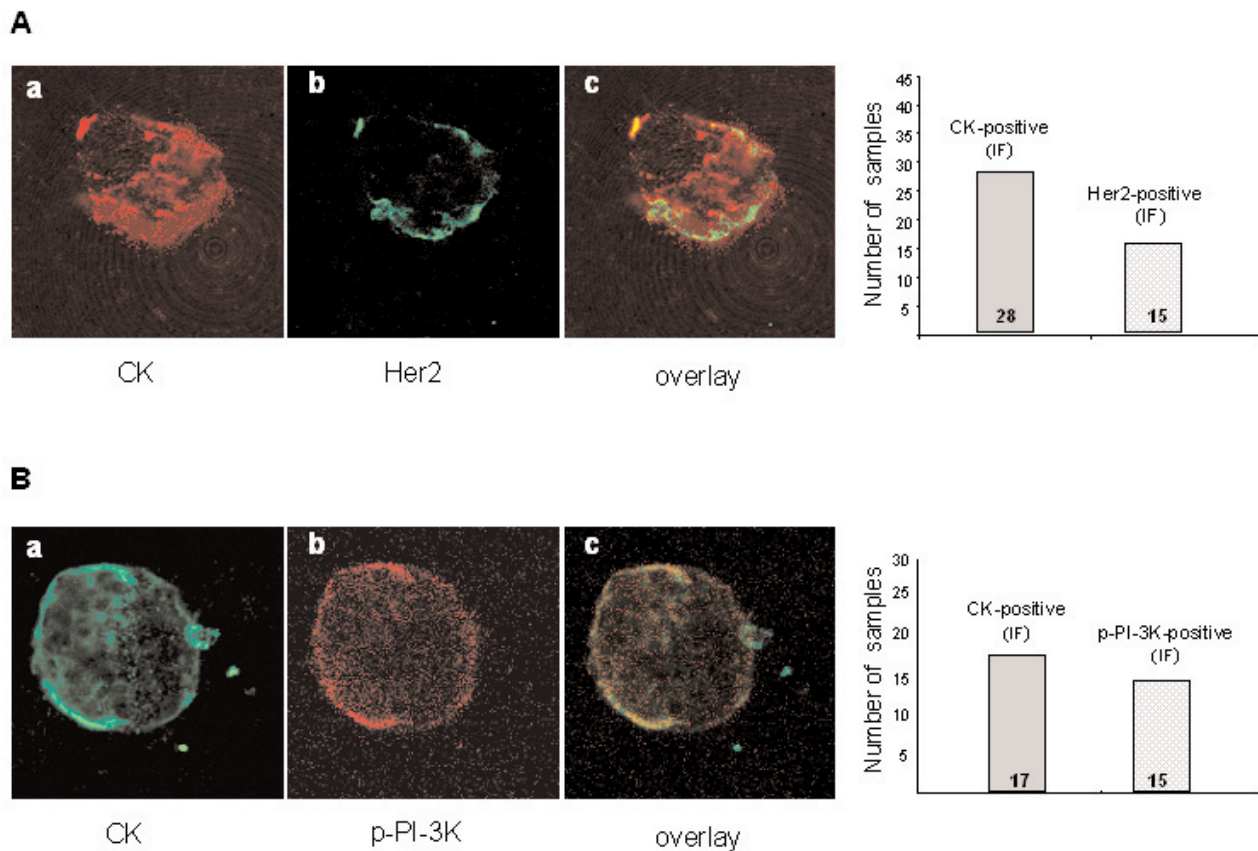 A
a
b
c
CK
Her2
overlay
Number of samples
45
40
35
30
25
20
15
10
5
CK-positive
(IF)
Her2-positive
(IF)
28
15
B
a
b
c
CK
p-PI-3K
overlay
Number of samples
30
25
20
15
10
5
CK-positive
(IF)
p-PI-3K-positive
(IF)
17
15